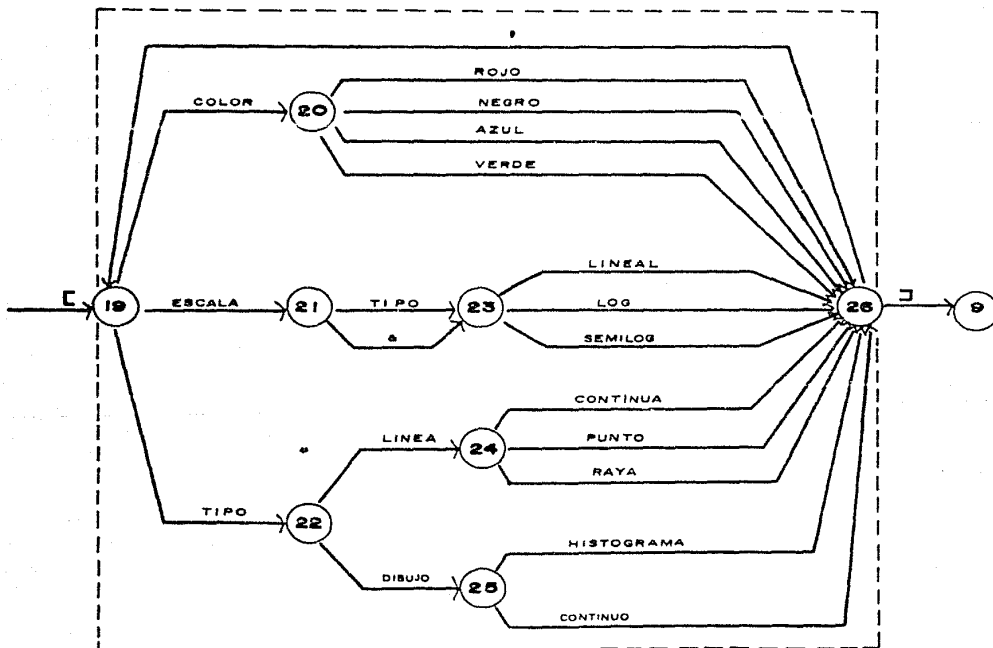 ,
ROJO
COLOR
20
NEGRO
AZUL
VERDE
LINEAL
[
19
ESCALA
21
TIPO
23
LOG
26
]
9
&
SEMILOG
CONTÍNUA
LINEA
24
PUNTO
RAYA
TIPO
22
HISTOGRAMA
DIBUJO
25
CONTINUO